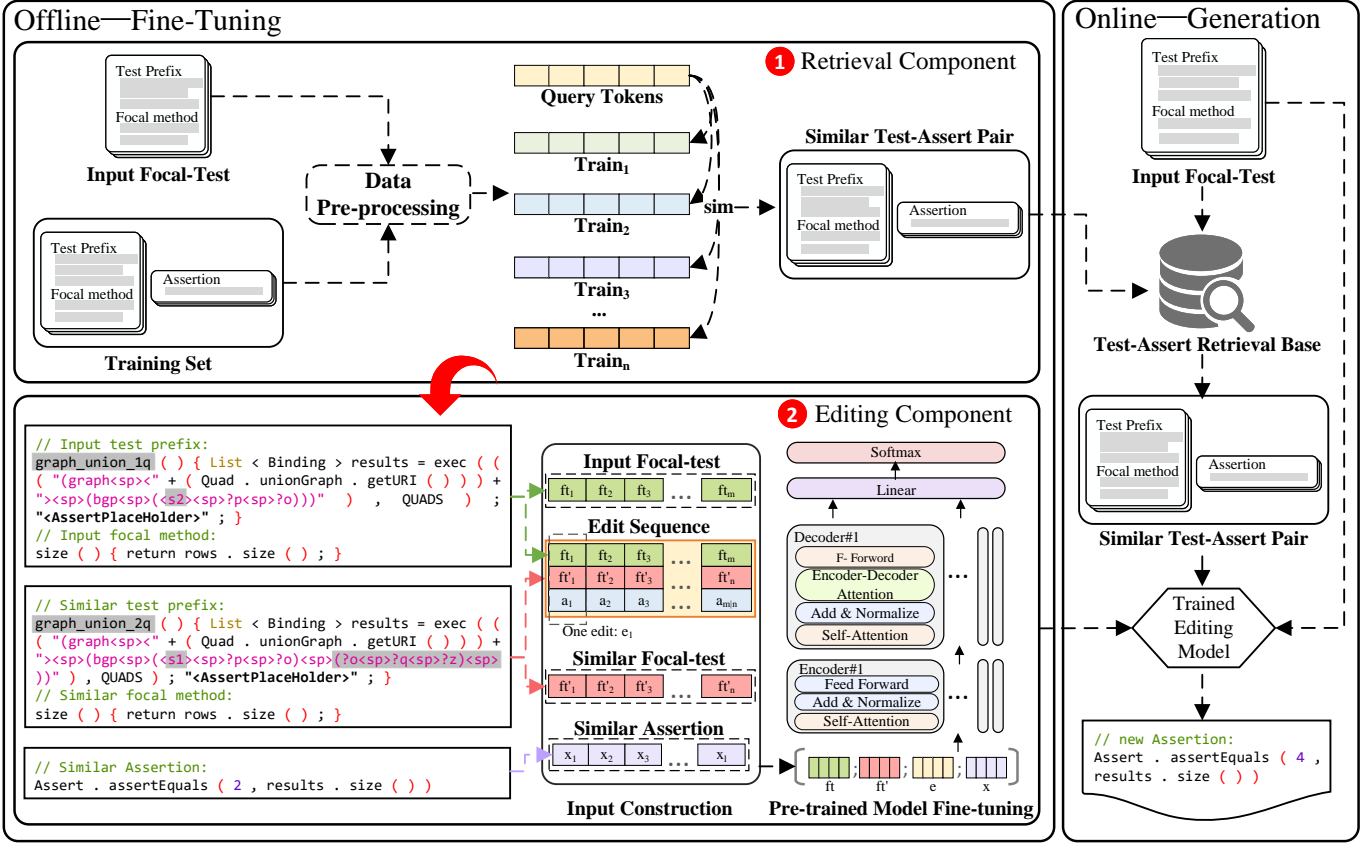 Offline—Fine-Tuning
1 Retrieval Component
Test Prefix
Focal method
Input Focal-Test
Test Prefix
Focal method
Assertion
Training Set
Data
Pre-processing
Query Tokens
Train1
Train2
Train3
...
Trainn
sim
Similar Test-Assert Pair
Test Prefix
Focal method
Assertion
2 Editing Component
// Input test prefix:
graph_union_1q ( ) { List < Binding > results = exec ( (
( "(graph<sp><" + ( Quad . unionGraph . getURI ( ) ) ) +
"><sp>(bgp<sp>(<s2><sp>?p<sp>?o)))" ) , QUADS ) ;
"<AssertPlaceHolder>" ; }
// Input focal method:
size ( ) { return rows . size ( ) ; }
// Similar test prefix:
graph_union_2q ( ) { List < Binding > results = exec ( (
( "(graph<sp><" + ( Quad . unionGraph . getURI ( ) ) ) +
"><sp>(bgp<sp>(<s1><sp>?p<sp>?o)<sp>(?o<sp>?q<sp>?z)<sp>
))" ) , QUADS ) ; "<AssertPlaceHolder>" ; }
// Similar focal method:
size ( ) { return rows . size ( ) ; }
// Similar Assertion:
Assert . assertEquals ( 2 , results . size ( ) )
Input Focal-test
ft1 ft2 ft3 ... ftm
Edit Sequence
ft1 ft2 ft3 ... ftm
ft'1 ft'2 ft'3 ... ft'n
a1 a2 a3 ... am|n
One edit: e1
Similar Focal-test
ft'1 ft'2 ft'3 ... ft'n
Similar Assertion
x1 x2 x3 ... xl
Input Construction
Softmax
Linear
Decoder#1
F- Forword
Encoder-Decoder
Attention
Add & Normalize
Self-Attention
...
Encoder#1
Feed Forward
Add & Normalize
Self-Attention
...
[ ; ; ; ]
ft ft' e x
Pre-trained Model Fine-tuning
Online—Generation
Test Prefix
Focal method
Input Focal-Test
Test-Assert Retrieval Base
Test Prefix
Focal method
Assertion
Similar Test-Assert Pair
Trained
Editing
Model
// new Assertion:
Assert . assertEquals ( 4 ,
results . size ( ) )